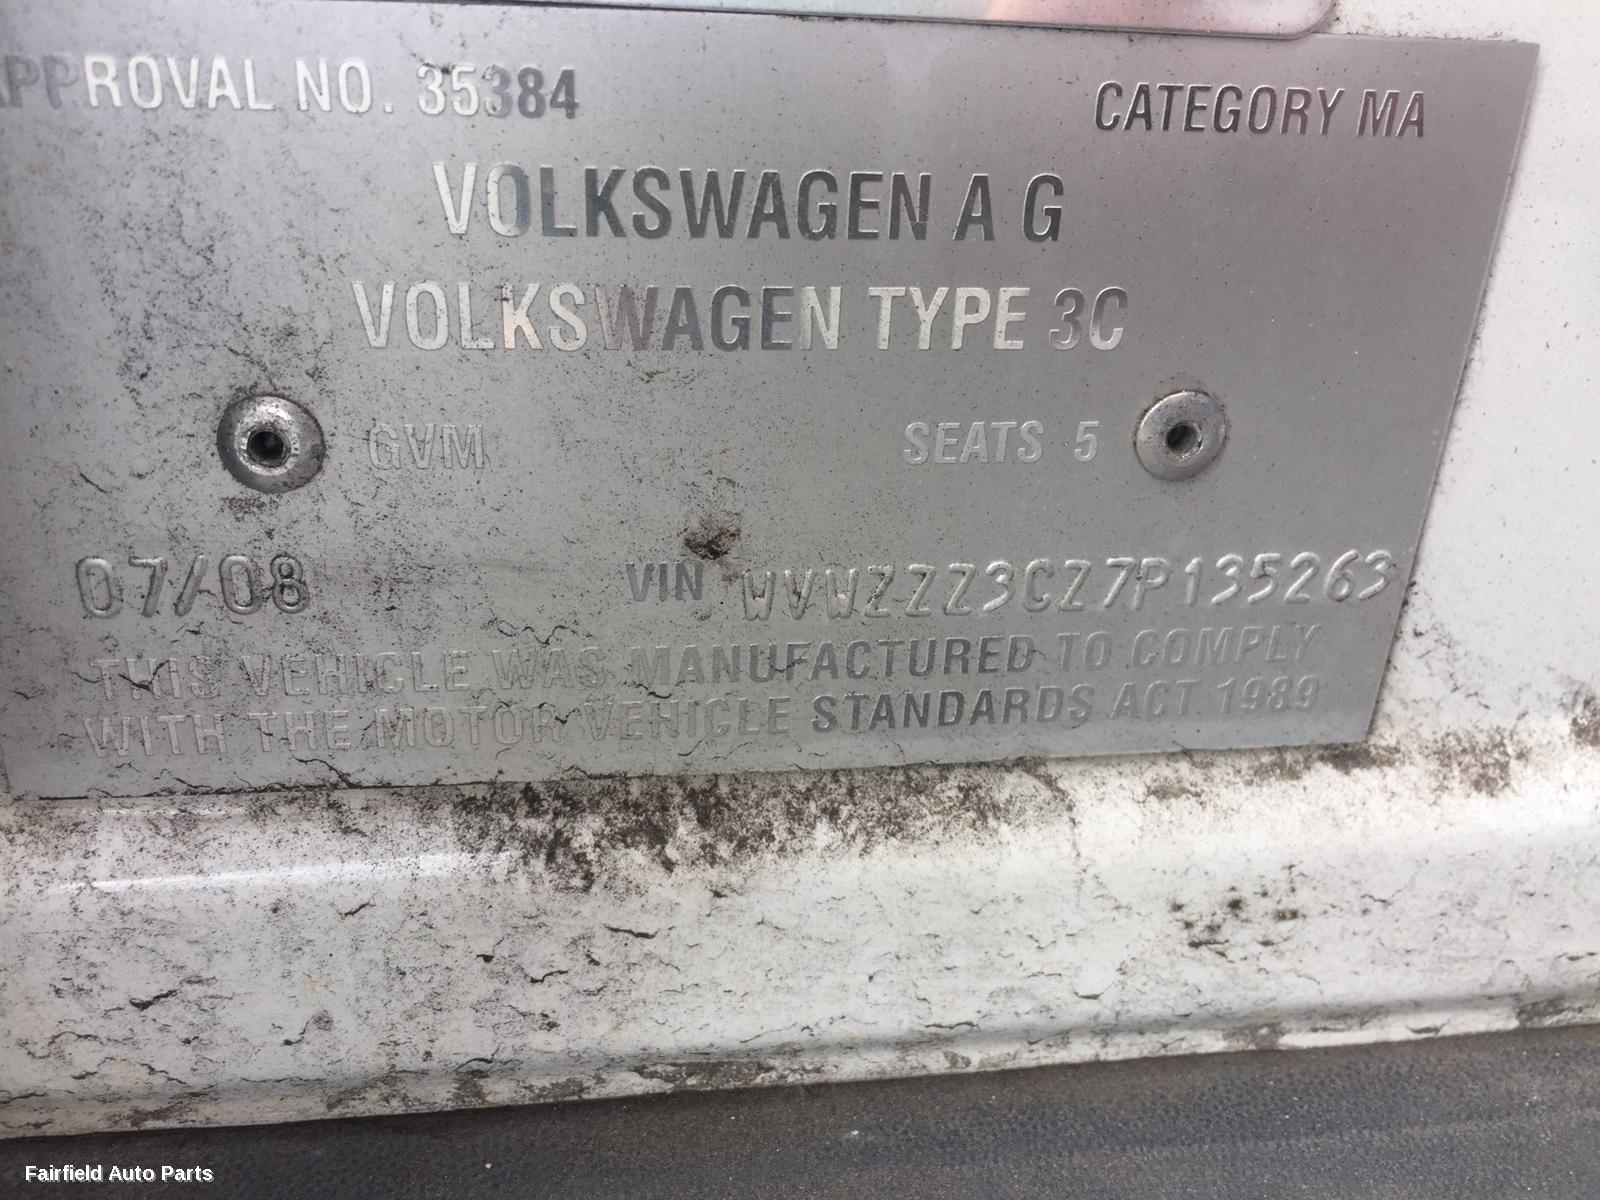 APPROVAL NO. 35384 CATEGORY MA
VOLKSWAGEN A G
VOLKSWAGEN TYPE 3C
GVM SEATS 5
07/08 VIN WVWZZZ3CZ7P135263
THIS VEHICLE WAS MANUFACTURED TO COMPLY
WITH THE MOTOR VEHICLE STANDARDS ACT 1989
Fairfield Auto Parts